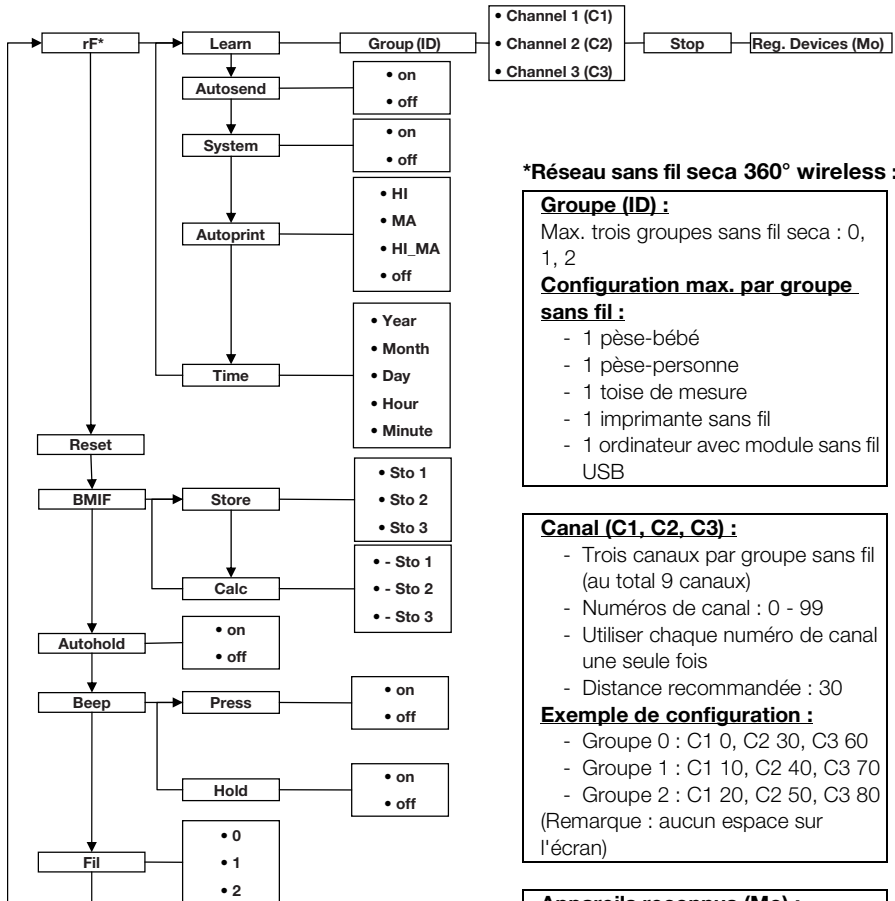 rF*
Learn
Group (ID)
• Channel 1 (C1)
• Channel 2 (C2)
• Channel 3 (C3)
Stop
Reg. Devices (Mo)
Autosend
• on
• off
System
• on
• off
Autoprint
• HI
• MA
• HI_MA
• off
Time
• Year
• Month
• Day
• Hour
• Minute
Reset
BMIF
Store
• Sto 1
• Sto 2
• Sto 3
Calc
• - Sto 1
• - Sto 2
• - Sto 3
Autohold
• on
• off
Beep
Press
• on
• off
Hold
• on
• off
Fil
• 0
• 1
• 2
*Réseau sans fil seca 360° wireless :
Groupe (ID) :
Max. trois groupes sans fil seca : 0,
1, 2
Configuration max. par groupe
sans fil :
- 1 pèse-bébé
- 1 pèse-personne
- 1 toise de mesure
- 1 imprimante sans fil
- 1 ordinateur avec module sans fil
USB
Canal (C1, C2, C3) :
- Trois canaux par groupe sans fil
(au total 9 canaux)
- Numéros de canal : 0 - 99
- Utiliser chaque numéro de canal
une seule fois
- Distance recommandée : 30
Exemple de configuration :
- Groupe 0 : C1 0, C2 30, C3 60
- Groupe 1 : C1 10, C2 40, C3 70
- Groupe 2 : C1 20, C2 50, C3 80
(Remarque : aucun espace sur
l'écran)
Appareils reconnus (Mo) :